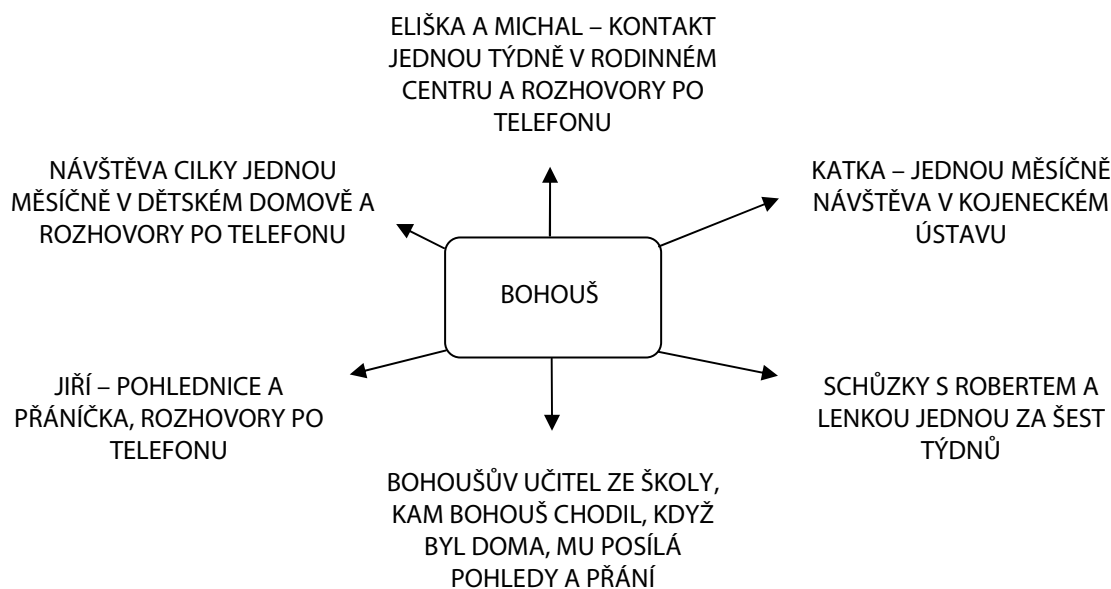 ELIŠKA A MICHAL – KONTAKT
JEDNOU TÝDNE V RODINNÉM
CENTRU A ROZHOVORY PO
TELEFONU
NÁVŠTĚVA CILKY JEDNOU
MĚSÍČNE V DĚTSKÉM DOMOVĚ A
ROZHOVORY PO TELEFONU
KATKA – JEDNOU MĚSÍČNĚ
NÁVŠTĚVA V KOJENECKÉM
ÚSTAVU
BOHOUŠ
JIŘÍ – POHLEDNICE A
PŘÁNÍČKA, ROZHOVORY PO
TELEFONU
SCHŮZKY S ROBERTEM A
LENKOU JEDNOU ZA ŠEST
TÝDNŮ
BOHOUŠŮV UČITEL ZE ŠKOLY,
KAM BOHOUŠ CHODIL, KDYŽ
BYL DOMA, MU POSÍLÁ
POHLEDY A PŘÁNÍ